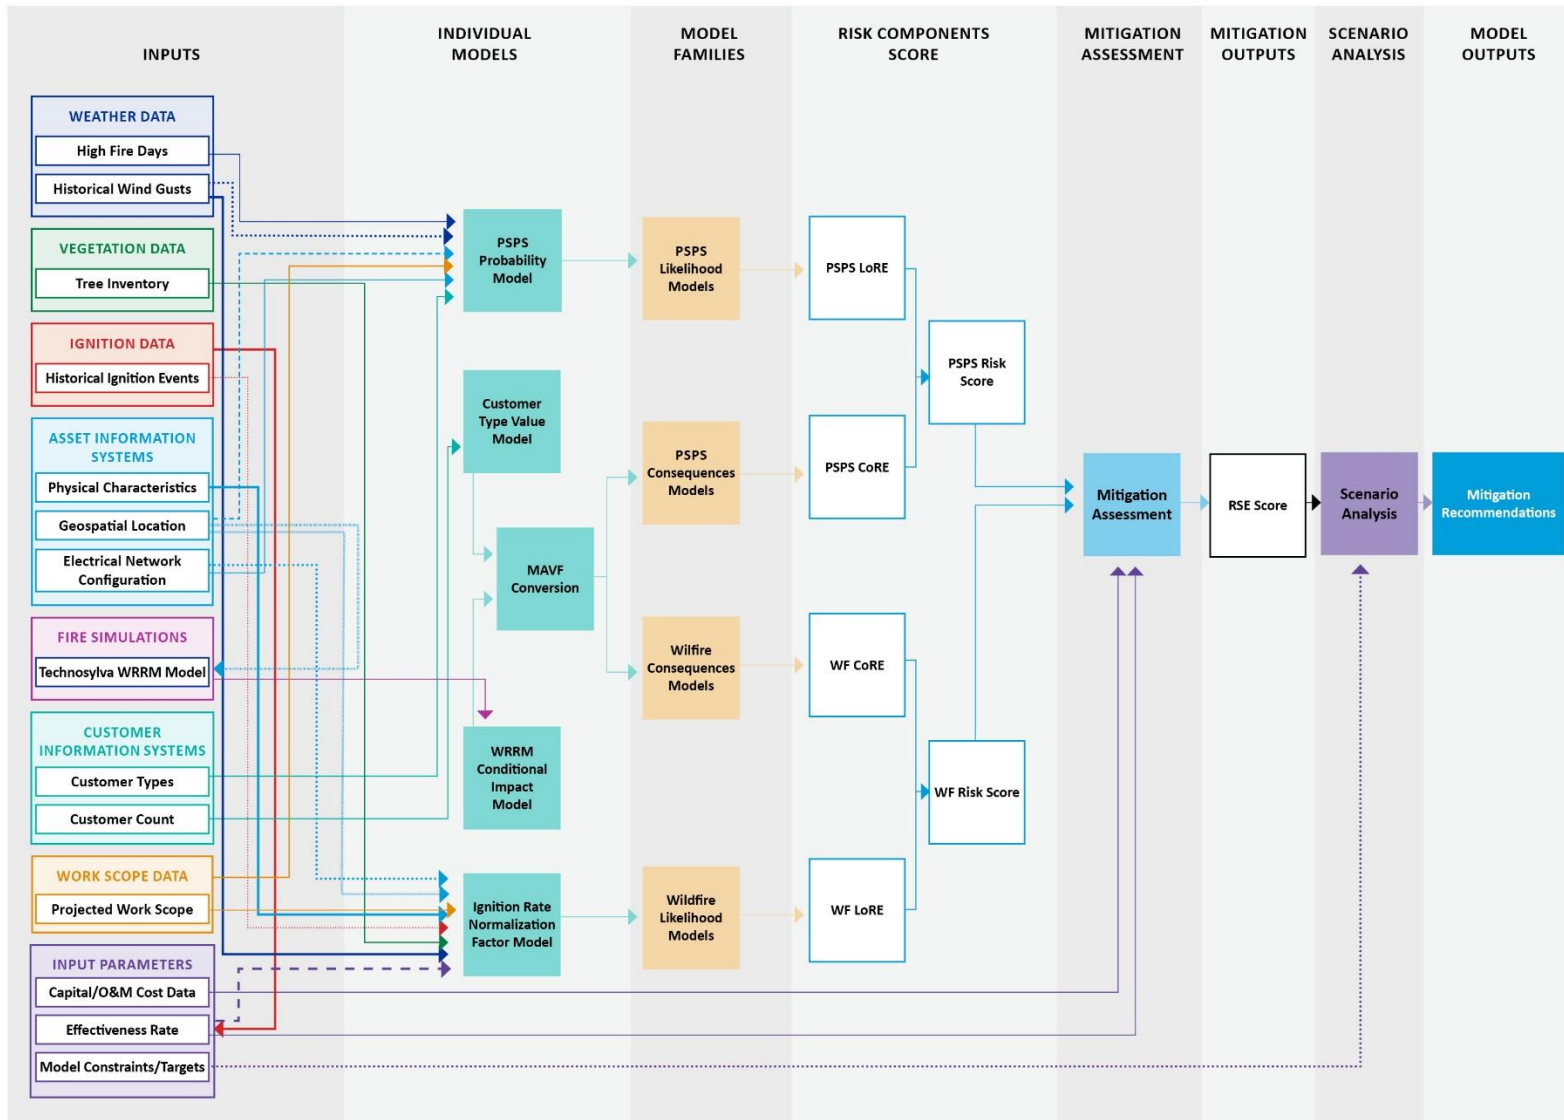 INPUTS
INDIVIDUAL
MODELS
MODEL
FAMILIES
RISK COMPONENTS
SCORE
MITIGATION
ASSESSMENT
MITIGATION
OUTPUTS
SCENARIO
ANALYSIS
MODEL
OUTPUTS
WEATHER DATA
High Fire Days
Historical Wind Gusts
VEGETATION DATA
Tree Inventory
IGNITION DATA
Historical Ignition Events
ASSET INFORMATION
SYSTEMS
Physical Characteristics
Geospatial Location
Electrical Network
Configuration
FIRE SIMULATIONS
Technosylva WRRM Model
CUSTOMER
INFORMATION SYSTEMS
Customer Types
Customer Count
WORK SCOPE DATA
Projected Work Scope
INPUT PARAMETERS
Capital/O&M Cost Data
Effectiveness Rate
Model Constraints/Targets
PSPS
Probability
Model
Customer
Type Value
Model
MAVF
Conversion
WRRM
Conditional
Impact
Model
Ignition Rate
Normalization
Factor Model
PSPS
Likelihood
Models
PSPS
Consequences
Models
Wilfire
Consequences
Models
Wildfire
Likelihood
Models
PSPS LoRE
PSPS CoRE
WF CoRE
WF LoRE
PSPS Risk
Score
WF Risk Score
Mitigation
Assessment
RSE Score
Scenario
Analysis
Mitigation
Recommendations